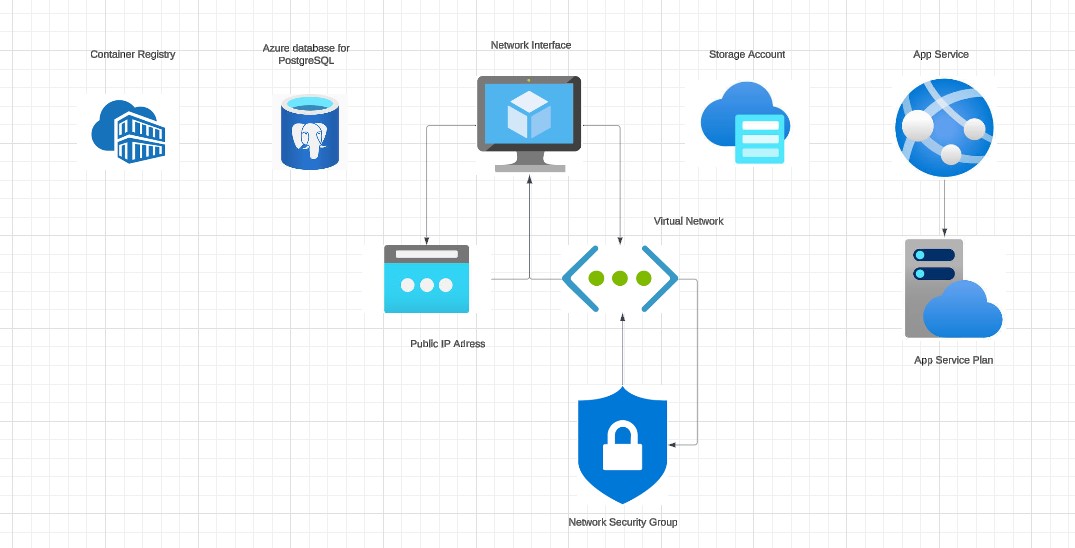 Container Registry
Azure database for
PostgreSQL
Network Interface
Storage Account
App Service
Virtual Network
Public IP Adress
App Service Plan
Network Security Group